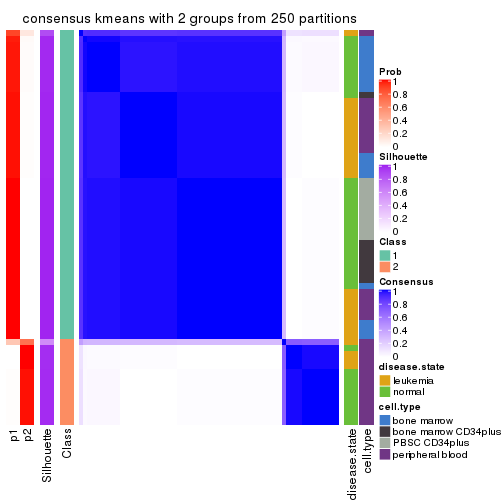 consensus kmeans with 2 groups from 250 partitions
Prob
1
0.8
0.6
0.4
0.2
0
Silhouette
1
0.8
0.6
0.4
0.2
0
Class
1
2
Consensus
1
0.8
0.6
0.4
0.2
0
disease.state
leukemia
normal
cell.type
bone marrow
bone marrow CD34plus
PBSC CD34plus
peripheral blood
p1
p2
Silhouette
Class
disease.state
cell.type